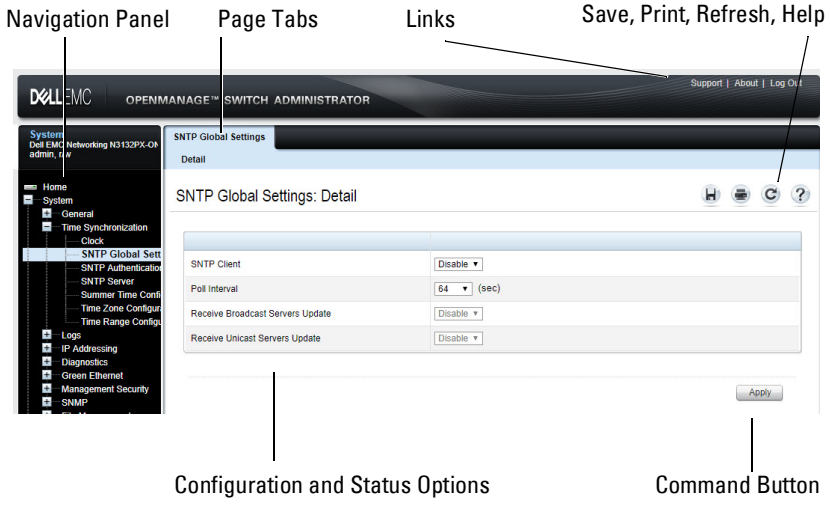 Navigation Panel
Page Tabs
Links
Save, Print, Refresh, Help
DELL EMC
OPENMANAGE™ SWITCH ADMINISTRATOR
Support | About | Log Out
System
Dell EMC Networking N3132PX-ON
admin, r/w
SNTP Global Settings
Detail
Home
System
General
Time Synchronization
Clock
SNTP Global Sett
SNTP Authentication
SNTP Server
Summer Time Confi
Time Zone Configura
Time Range Configu
Logs
IP Addressing
Diagnostics
Green Ethernet
Management Security
SNMP
SNTP Global Settings: Detail
?
SNTP Client
Disable
Poll Interval
64 (sec)
Receive Broadcast Servers Update
Disable
Receive Unicast Servers Update
Disable
Apply
Configuration and Status Options
Command Button